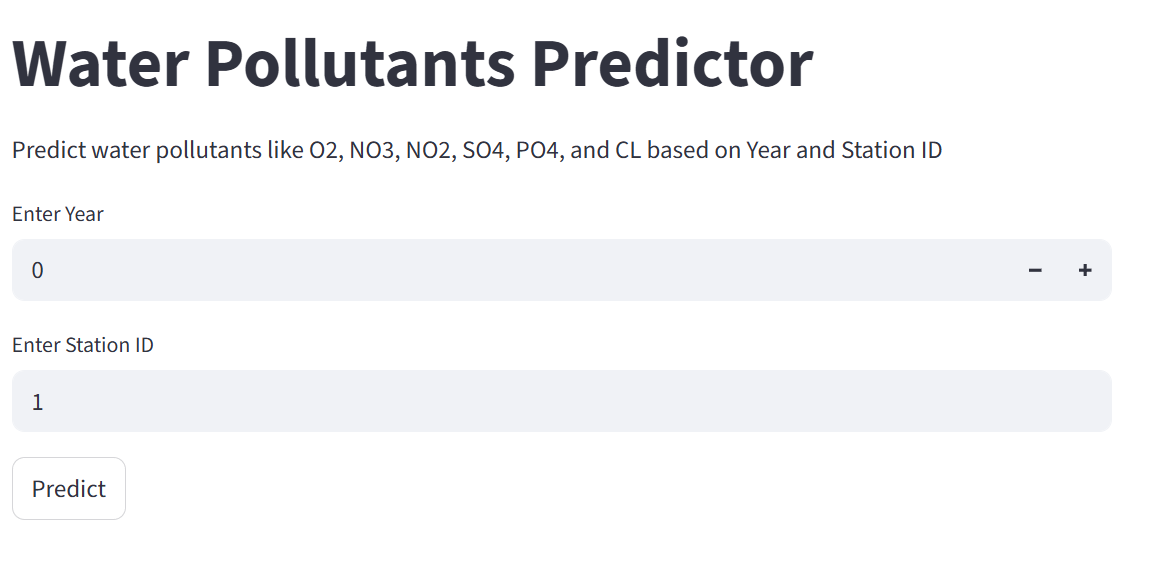 Water Pollutants Predictor
Predict water pollutants like O2, NO3, NO2, SO4, PO4, and CL based on Year and Station ID
Enter Year
0
Enter Station ID
1
Predict